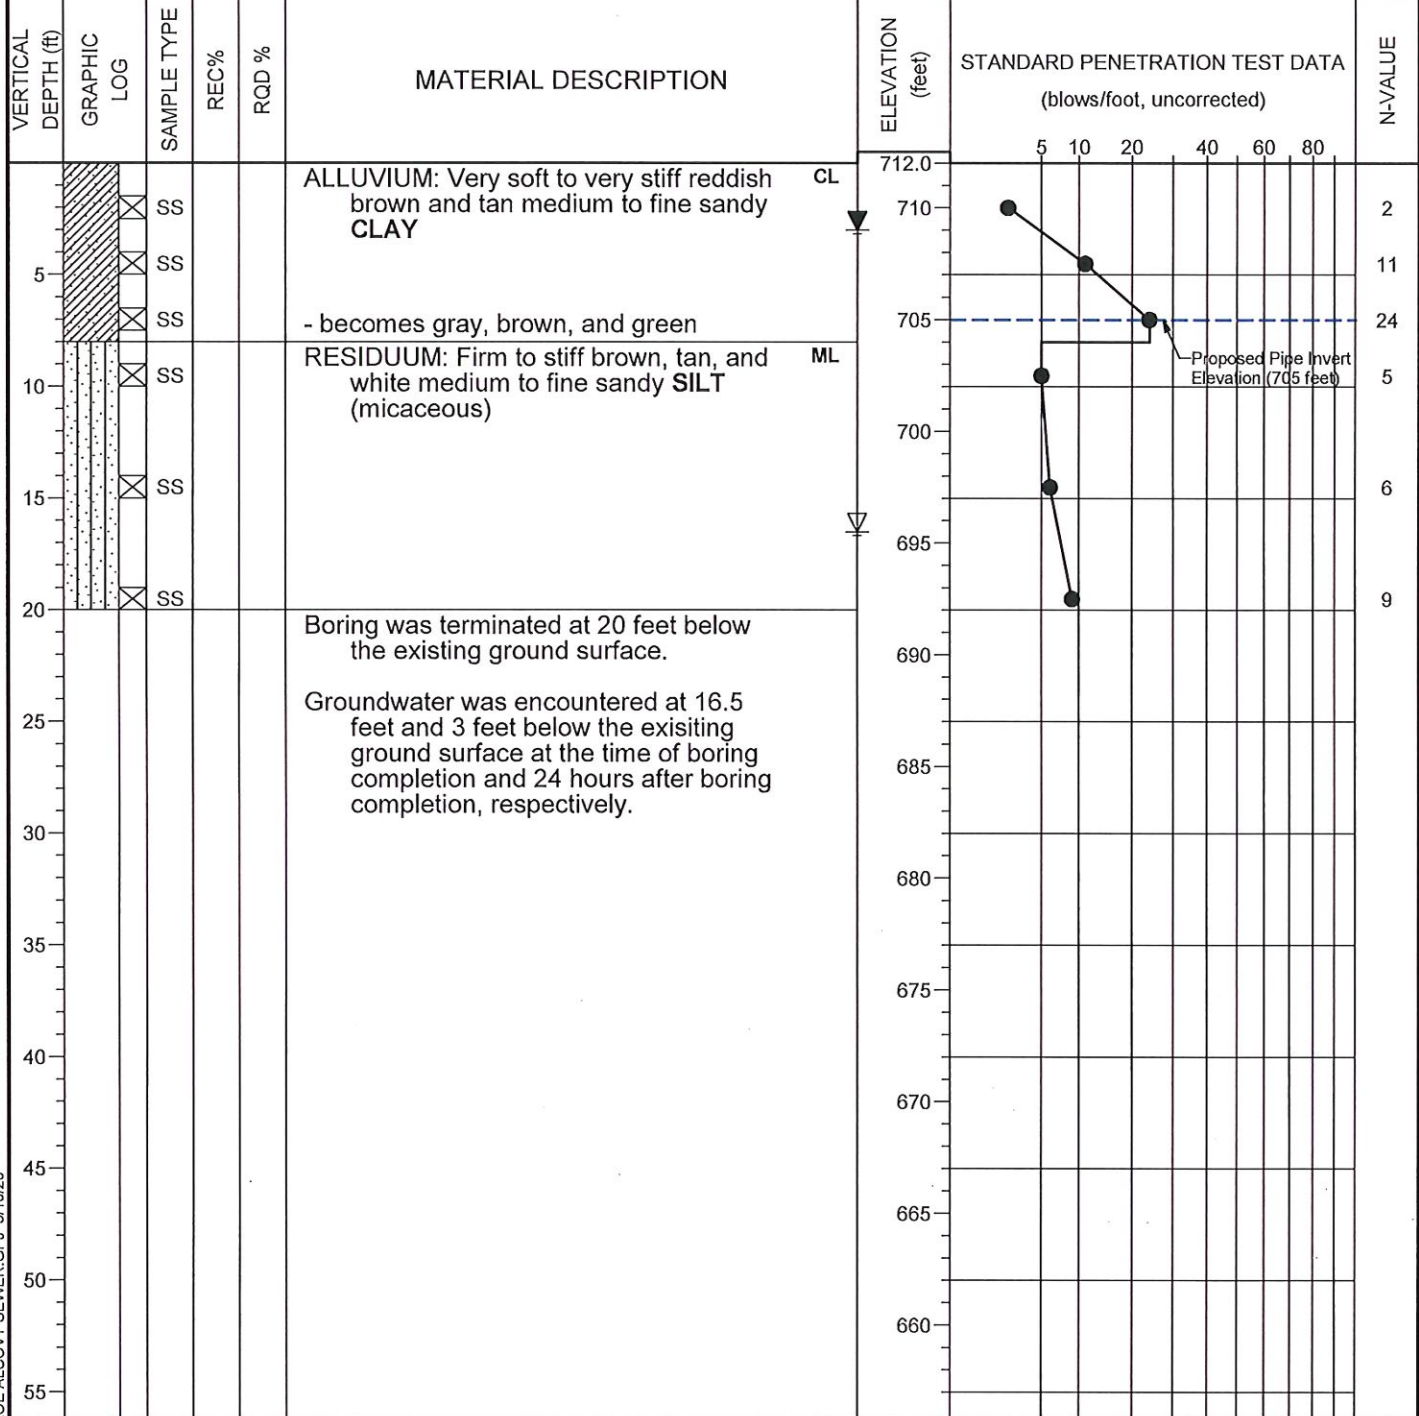 VERTICAL
DEPTH (ft)
GRAPHIC
LOG
SAMPLE TYPE
REC%
RQD %
MATERIAL DESCRIPTION
ELEVATION
(feet)
STANDARD PENETRATION TEST DATA
(blows/foot, uncorrected)
5 10 20 40 60 80
N-VALUE
712.0
ALLUVIUM: Very soft to very stiff reddish CL
brown and tan medium to fine sandy
CLAY
SS
710
2
SS
5
11
SS
- becomes gray, brown, and green
705
24
RESIDUUM: Firm to stiff brown, tan, and ML
white medium to fine sandy SILT
(micaceous)
Proposed Pipe Invert
Elevation (705 feet)
SS
10
5
700
SS
15
6
695
SS
20
9
Boring was terminated at 20 feet below
the existing ground surface.
690
Groundwater was encountered at 16.5
feet and 3 feet below the exisiting
ground surface at the time of boring
completion and 24 hours after boring
completion, respectively.
25
685
30
680
35
675
40
670
45
665
50
660
55